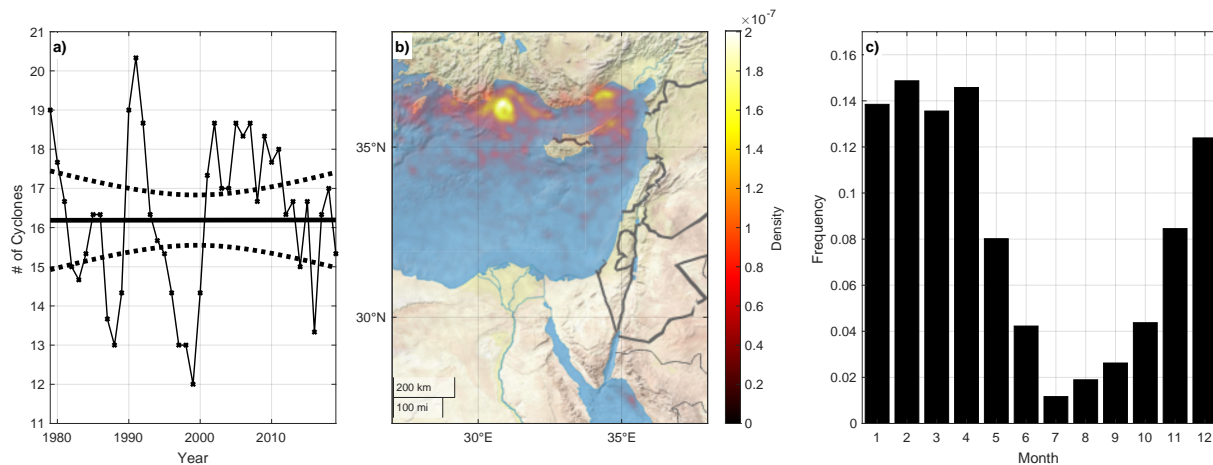 a)
21
20
19
18
17
16
15
14
13
12
11
1980
1990
2000
2010
# of Cyclones
Year
b)
35°N
30°N
30°E
35°E
200 km
100 mi
×10⁻⁷
2
1.8
1.6
1.4
1.2
1
0.8
0.6
0.4
0.2
0
Density
c)
0.16
0.14
0.12
0.1
0.08
0.06
0.04
0.02
0
Frequency
1 2 3 4 5 6 7 8 9 10 11 12
Month